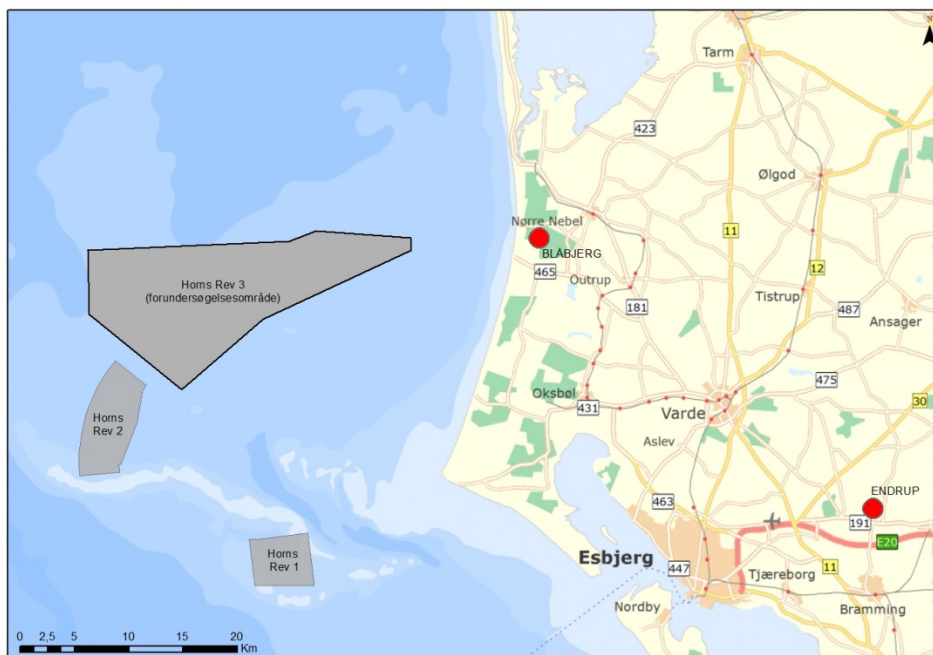 Tarm
423
Ølgod
Nørre Nebel
BLÅBJERG
11
465
Outrup
12
181
Tistrup
487
Ansager
Horns Rev 3
(forundersøgelsesområde)
Horns
Rev 2
Oksbøl
431
Varde
475
30
Aslev
ENDRUP
463
191
E20
Horns
Rev 1
Esbjerg
447
Tjæreborg
11
Nordby
Bramming
0 2,5 5 10 15 20
Km